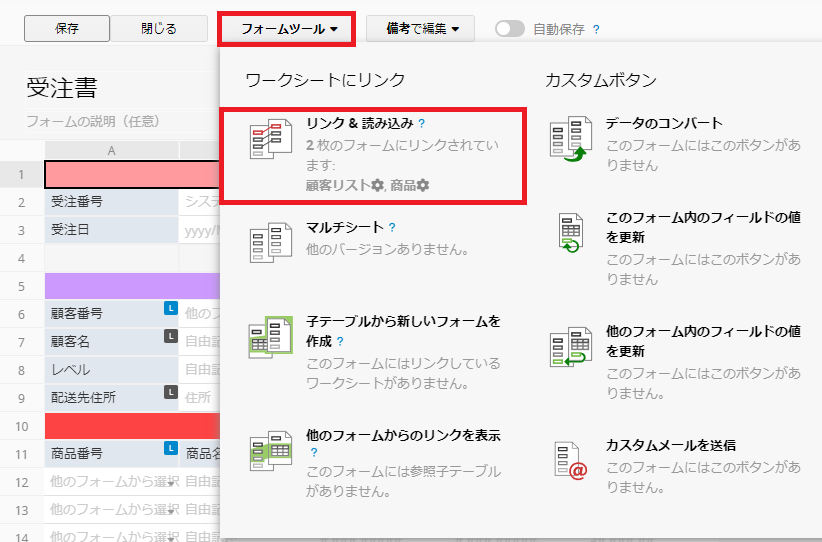 保存
閉じる
フォームツール
備考で編集
自動保存 ?
受注書
フォームの説明（任意）
A
1
2 受注番号
3 受注日 yyyy/
4
5
6 顧客番号 L 他の
7 顧客名 L 自由
8 レベル 自由
9 配送先住所 L 住所
10
11 商品番号 L 商品名
12 他のフォームから選択 自由
13 他のフォームから選択 自由
14 他のフォームから選択 自由
ワークシートにリンク
リンク & 読み込み ?
2 枚のフォームにリンクされてい
ます:
顧客リスト, 商品
マルチシート ?
他のバージョンありません。
子テーブルから新しいフォームを
作成 ?
このフォームにはリンクしている
ワークシートがありません。
他のフォームからのリンクを表示
?
このフォームには参照子テーブル
がありません。
カスタムボタン
データのコンバート
このフォームにはこのボタンがあ
りません
このフォーム内のフィールドの値
を更新
このフォームにはこのボタンがあ
りません
他のフォーム内のフィールドの値
を更新
このフォームにはこのボタンがあ
りません。
カスタムメールを送信
このフォームにはこのボタンがあ
りません。